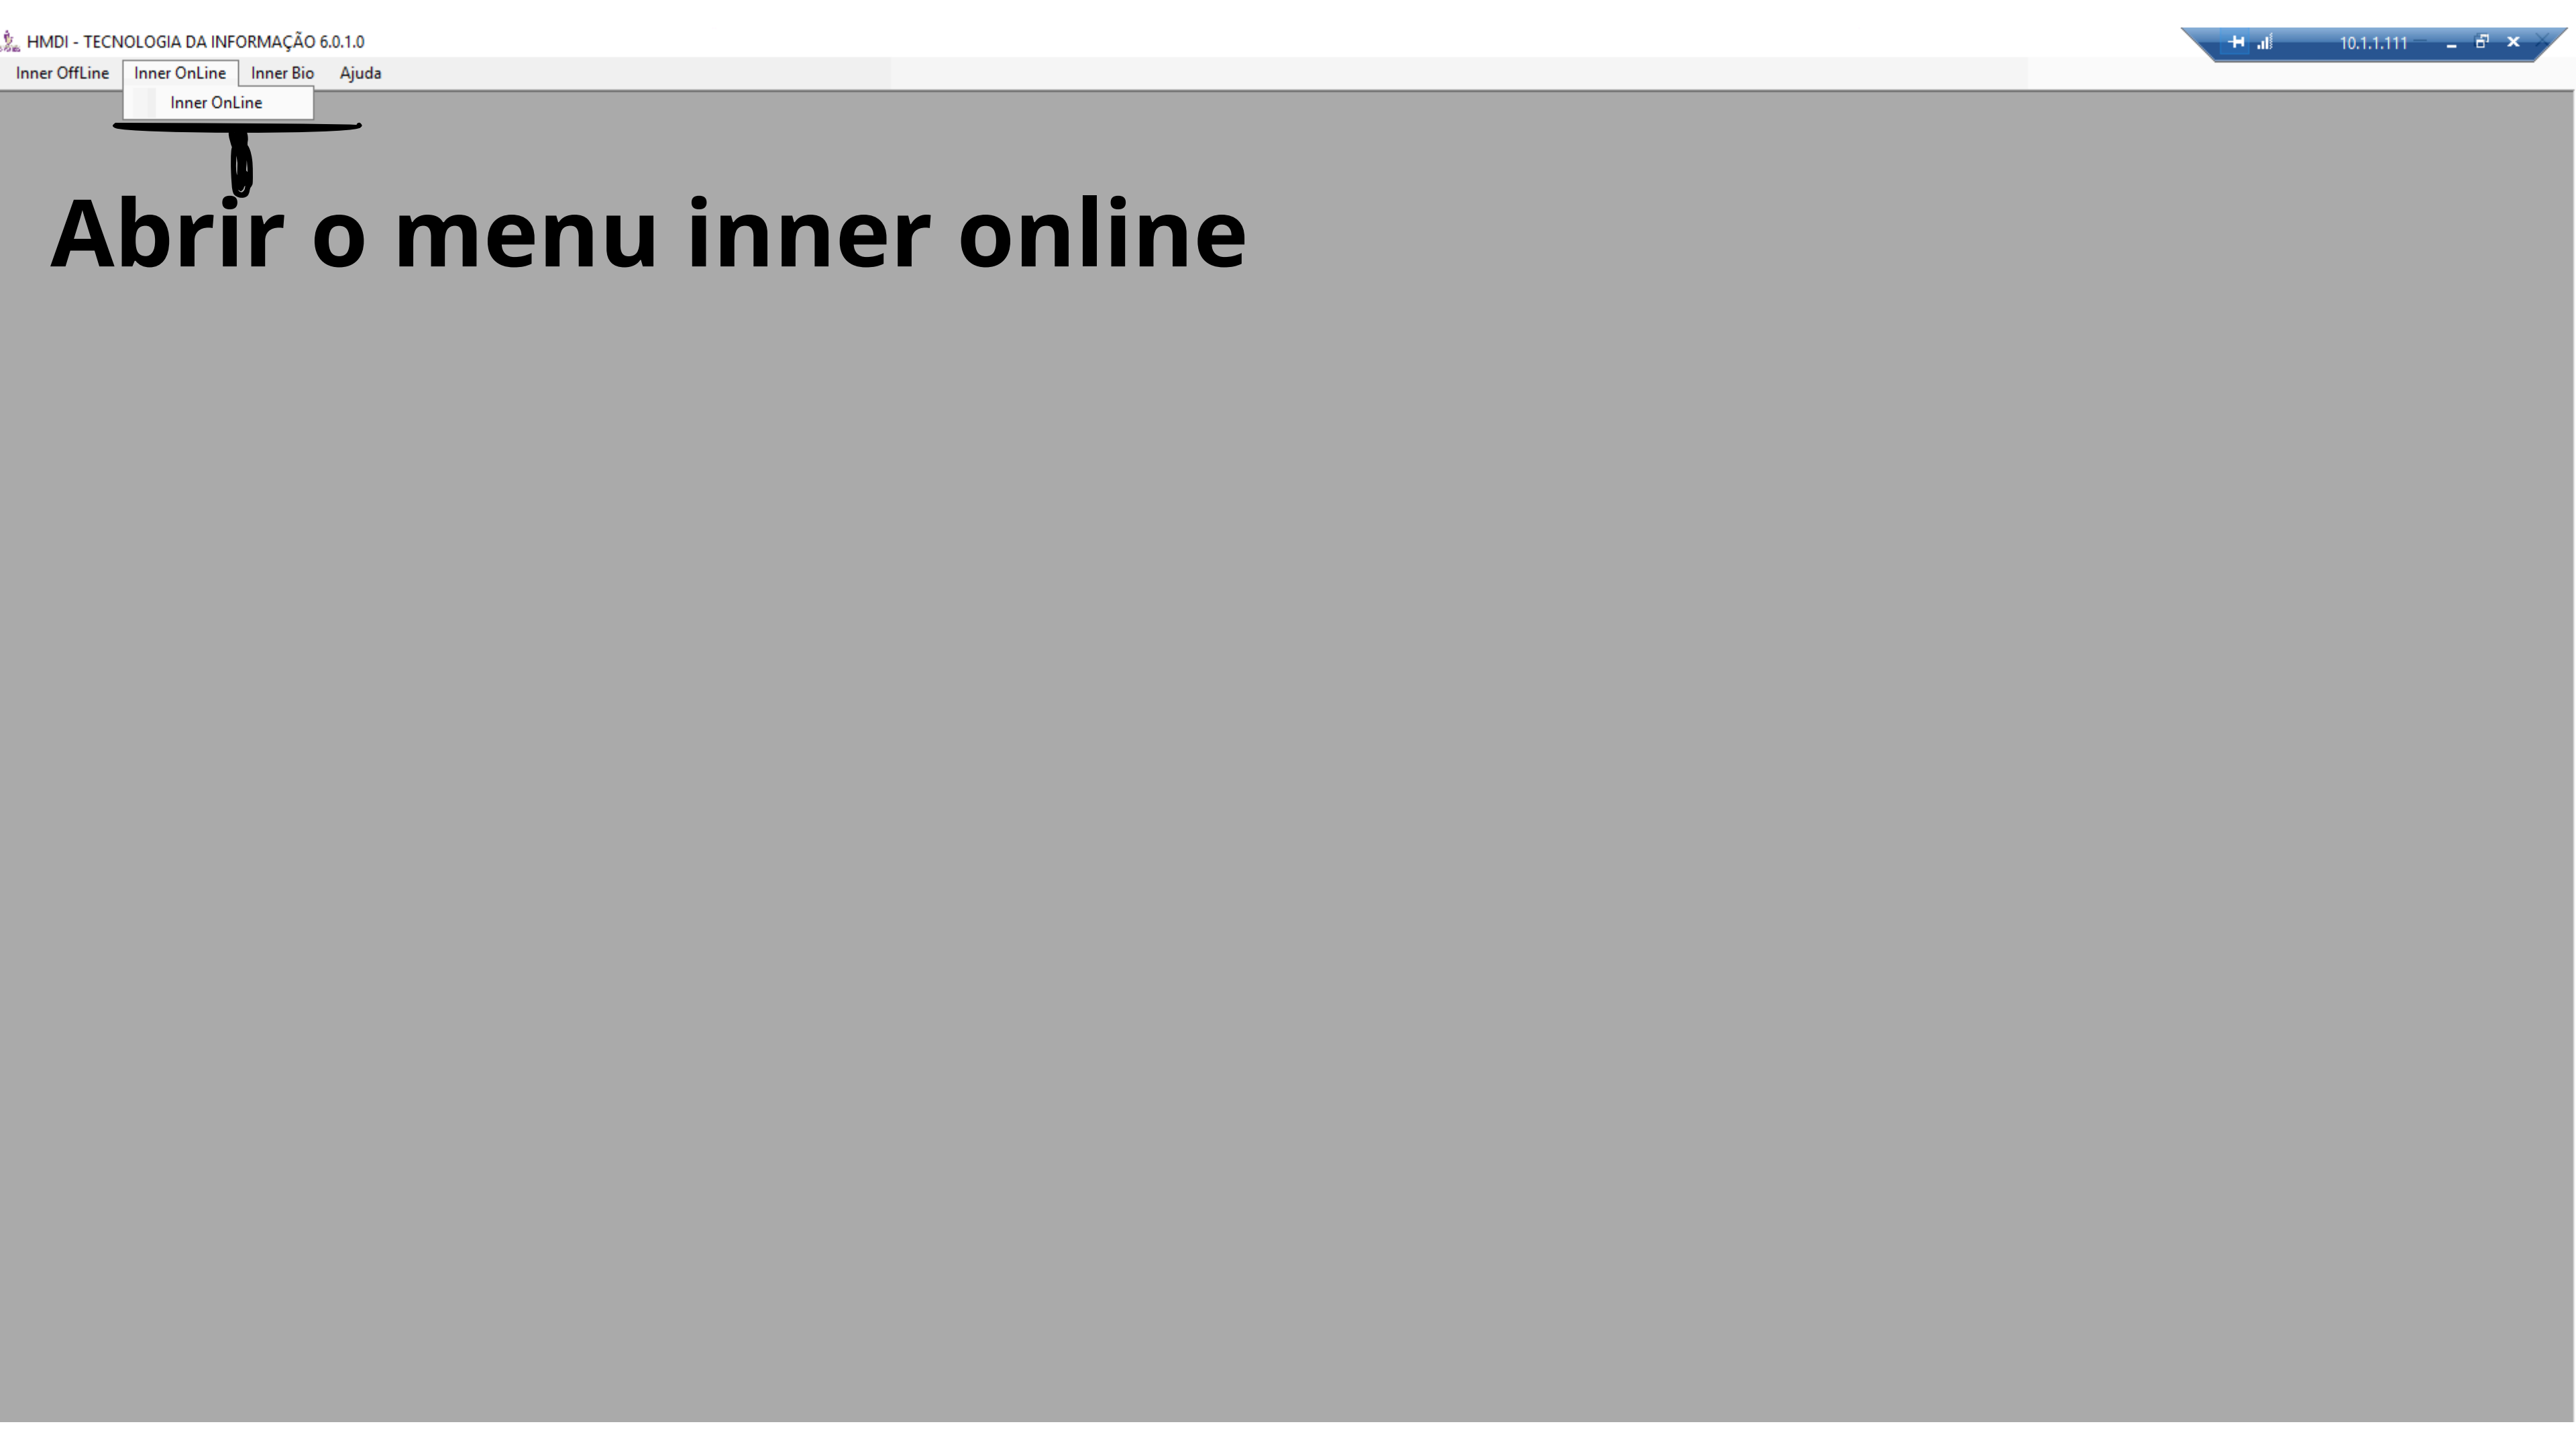 HMDI - TECNOLOGIA DA INFORMAÇÃO 6.0.1.0
10.1.1.111
Inner OffLine Inner OnLine Inner Bio Ajuda
Inner OnLine
Abrir o menu inner online